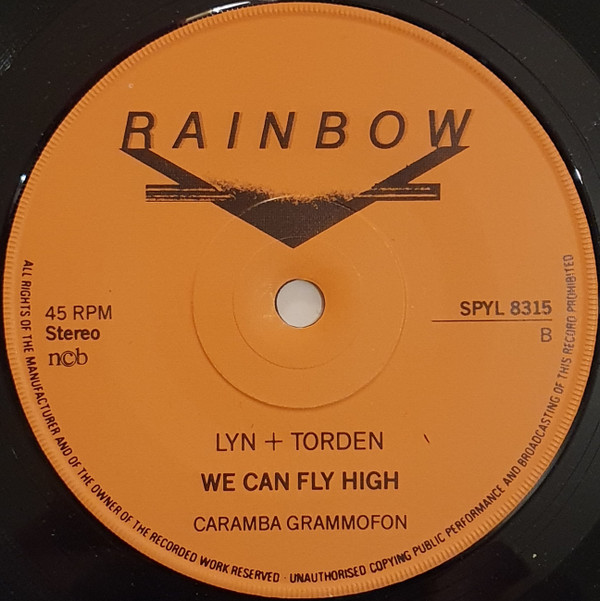 RAINBOW
45 RPM
Stereo
ncb
SPYL 8315
B
LYN + TORDEN
WE CAN FLY HIGH
CARAMBA GRAMMOFON
ALL RIGHTS OF THE MANUFACTURER AND OF THE OWNER OF THE RECORDED WORK RESERVED · UNAUTHORISED COPYING PUBLIC PERFORMANCE AND BROADCASTING OF THIS RECORD PROHIBITED